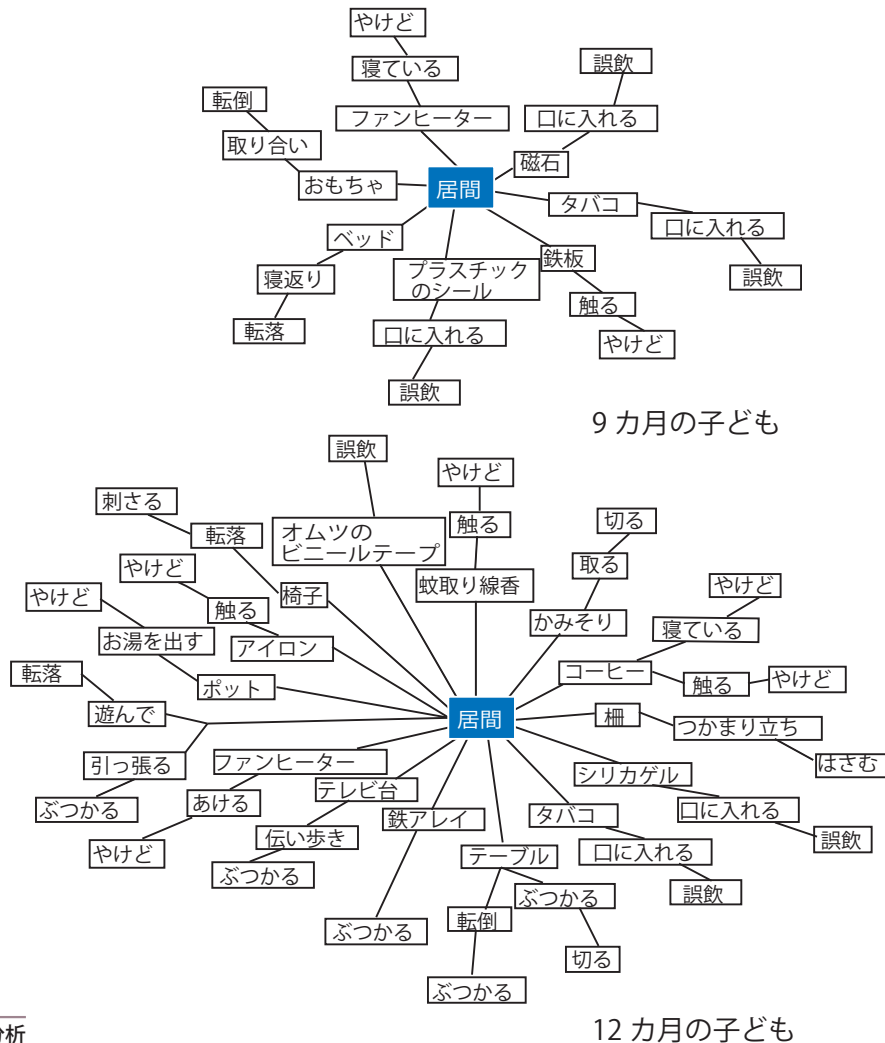 やけど
寝ている
ファンヒーター
誤飲
口に入れる
磁石
転倒
取り合い
おもちゃ
居間
タバコ
口に入れる
誤飲
ベッド
寝返り
転落
プラスチック
のシール
口に入れる
誤飲
鉄板
触る
やけど
9 カ月の子ども
誤飲
オムツの
ビニールテープ
やけど
触る
蚊取り線香
切る
取る
かみそり
刺さる
転落
椅子
やけど
触る
アイロン
やけど
お湯を出す
ポット
やけど
寝ている
コーヒー
触る
やけど
転落
遊んで
引っ張る
ぶつかる
居間
柵
つかまり立ち
はさむ
ファンヒーター
あける
やけど
テレビ台
伝い歩き
ぶつかる
鉄アレイ
ぶつかる
シリカゲル
口に入れる
誤飲
タバコ
口に入れる
誤飲
テーブル
ぶつかる
切る
転倒
ぶつかる
12 カ月の子ども
析